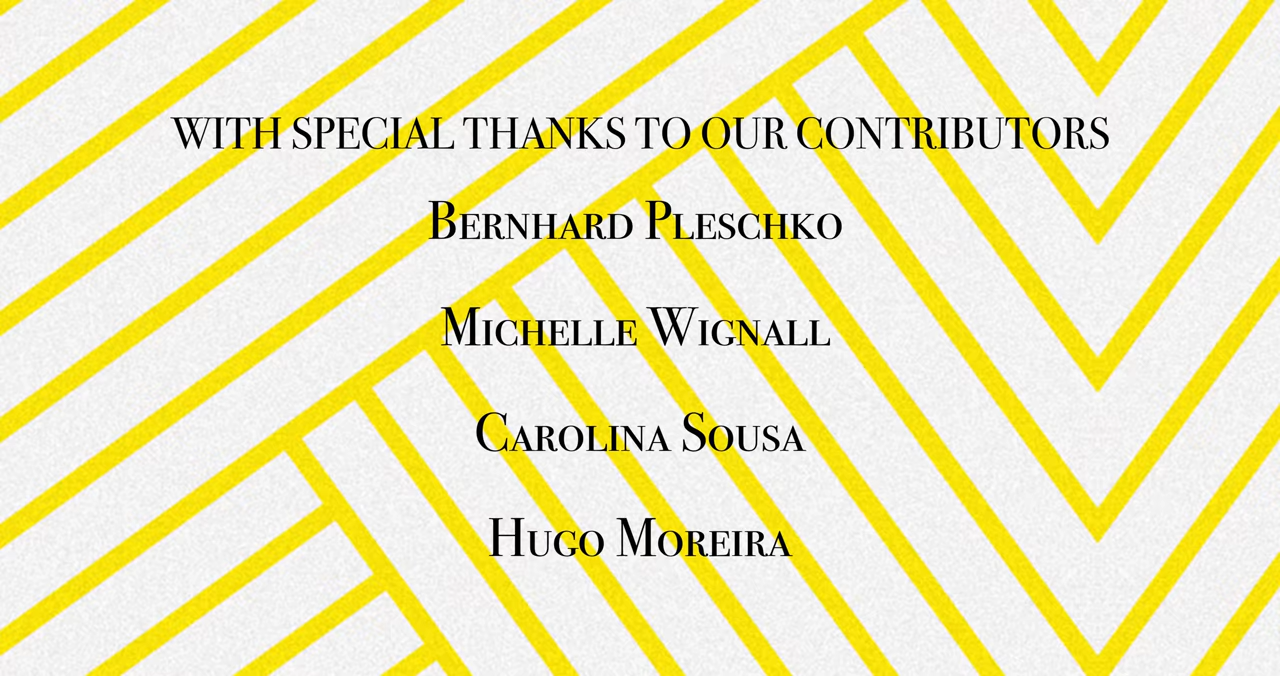 WITH SPECIAL THANKS TO OUR CONTRIBUTORS
Bernhard Pleschko
Michelle Wignall
Carolina Sousa
Hugo Moreira